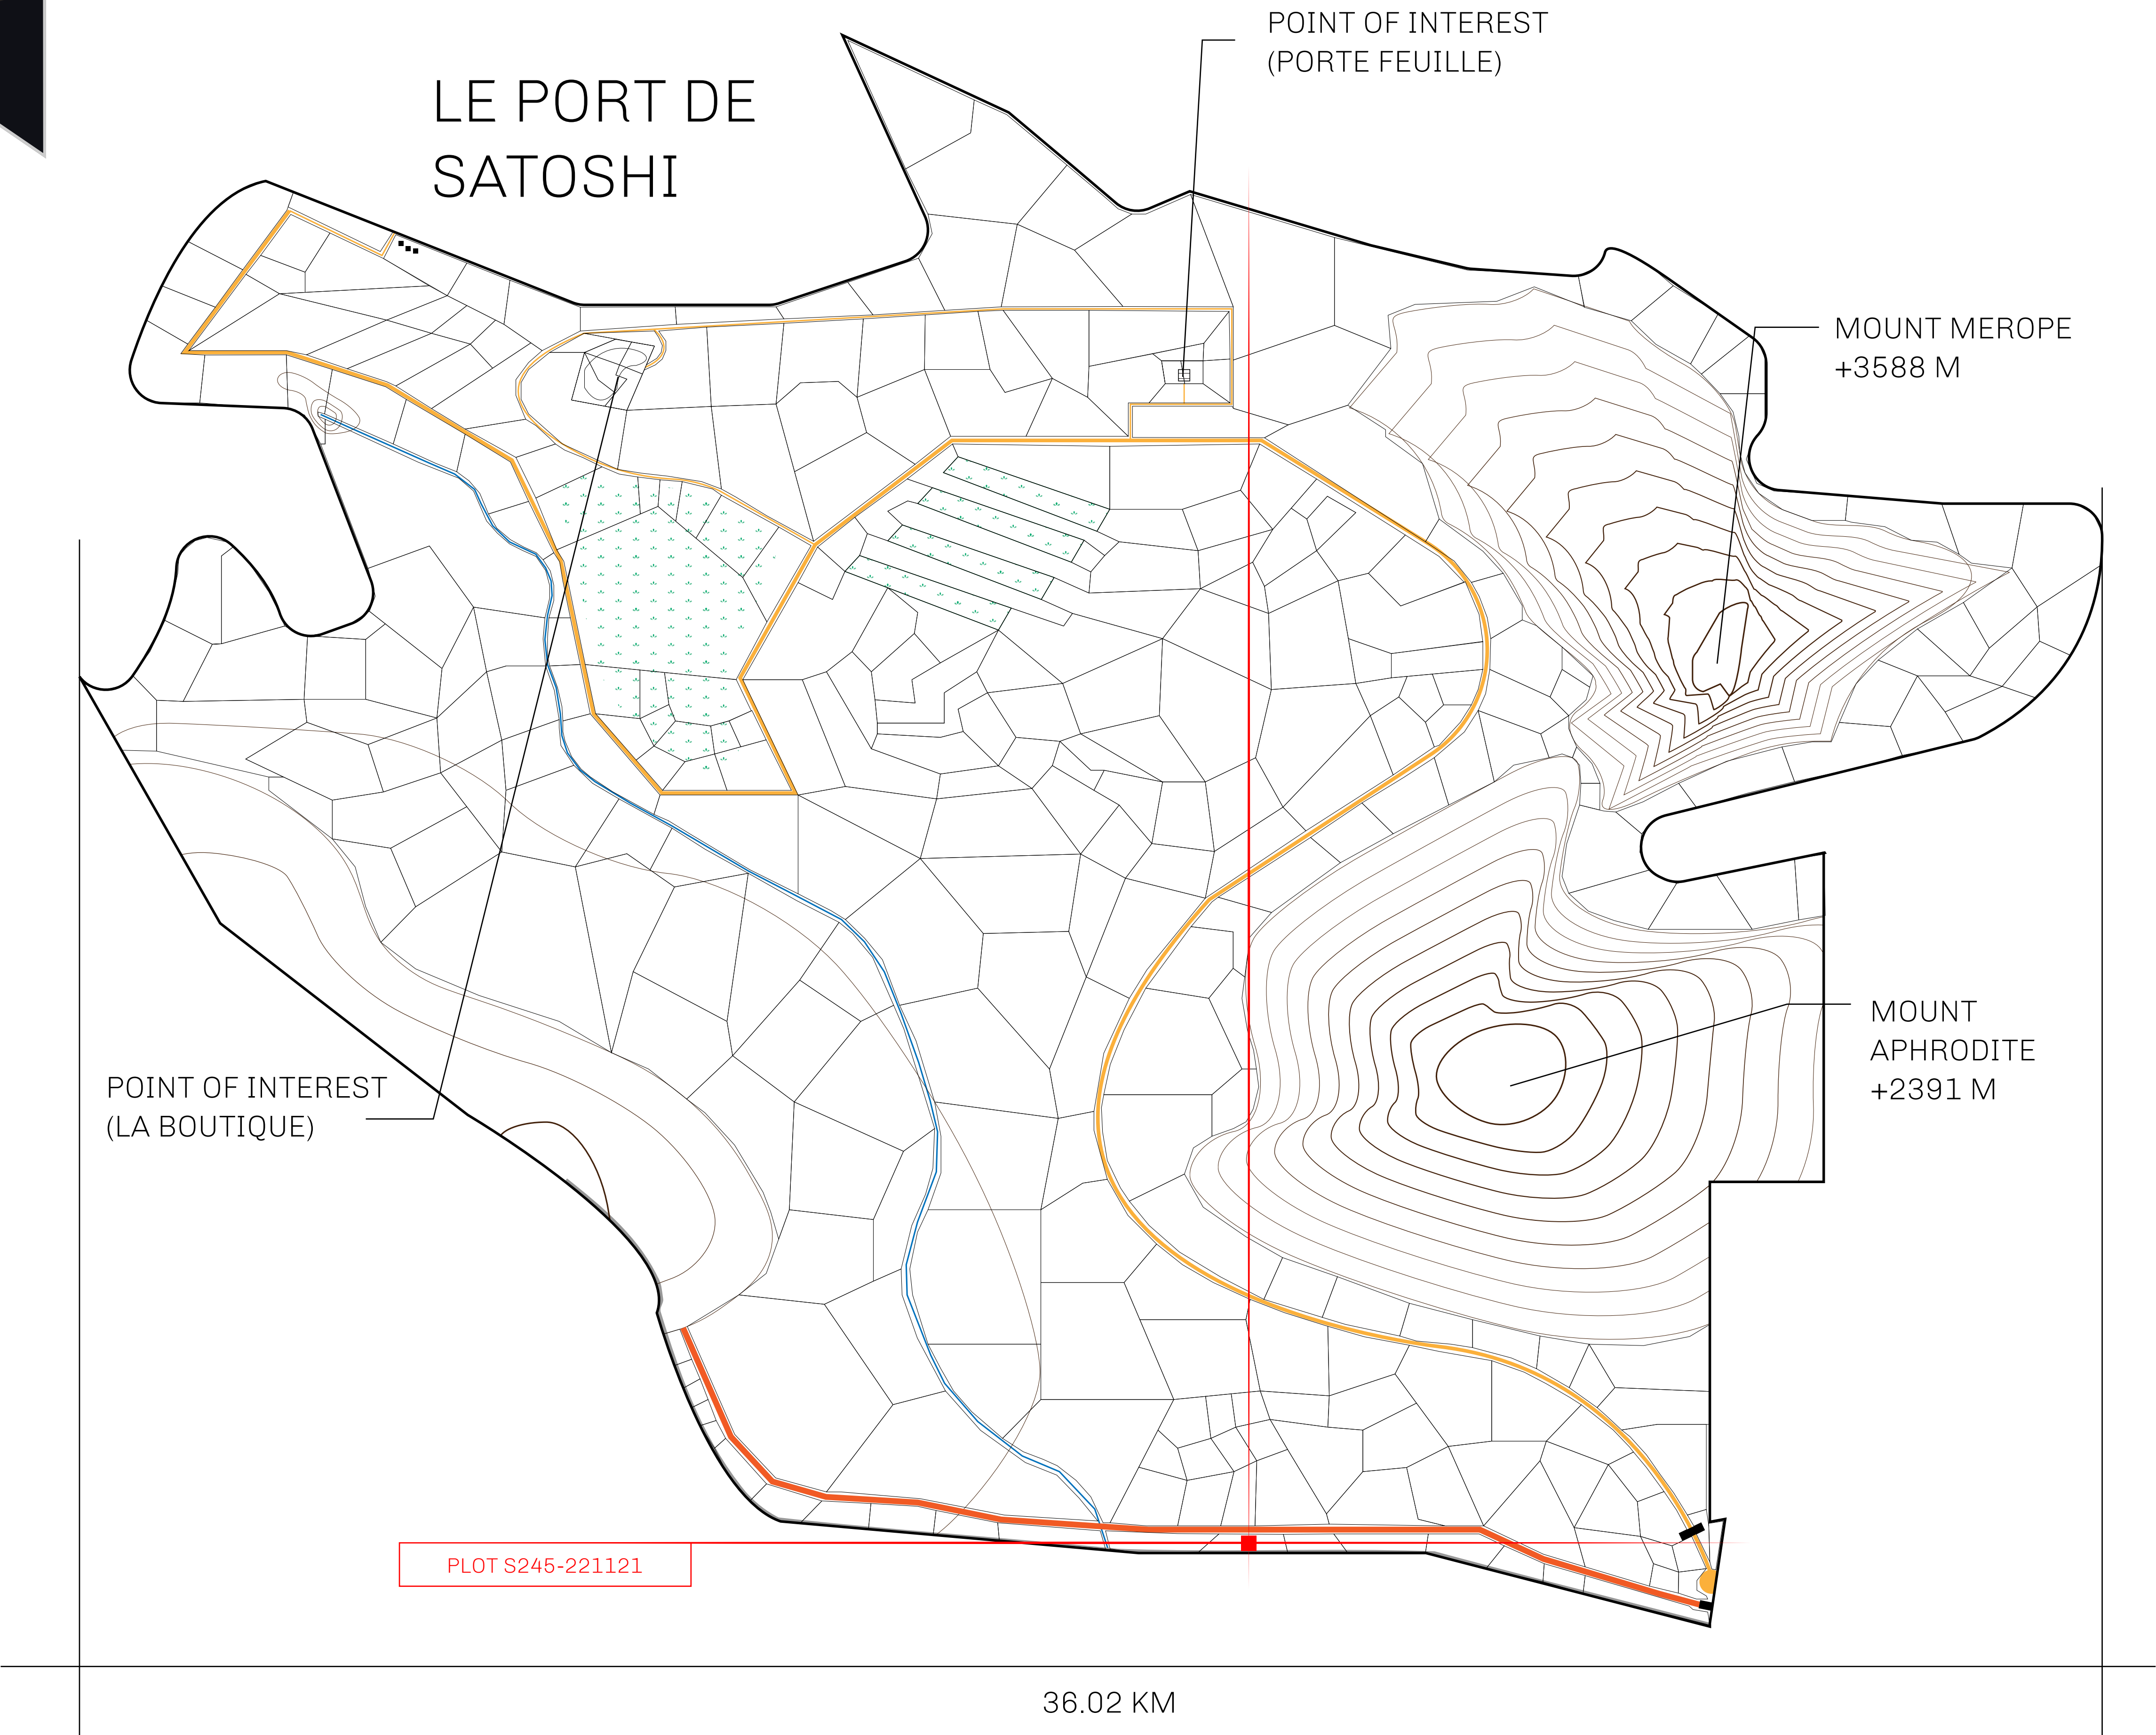 LE PORT DE
SATOSHI
POINT OF INTEREST
(PORTE FEUILLE)
MOUNT MEROPE
+3588 M
MOUNT
APHRODITE
+2391 M
POINT OF INTEREST
(LA BOUTIQUE)
PLOT S245-221121
36.02 KM